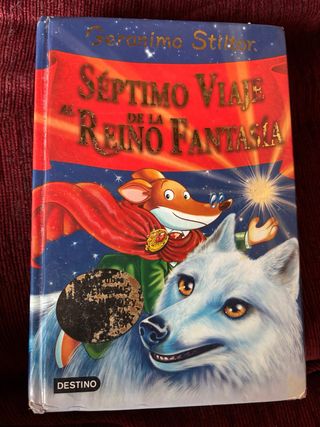 Geronimo Stilton
SÉPTIMO VIAJE
AL REINO DE LA FANTASÍA
DESTINO